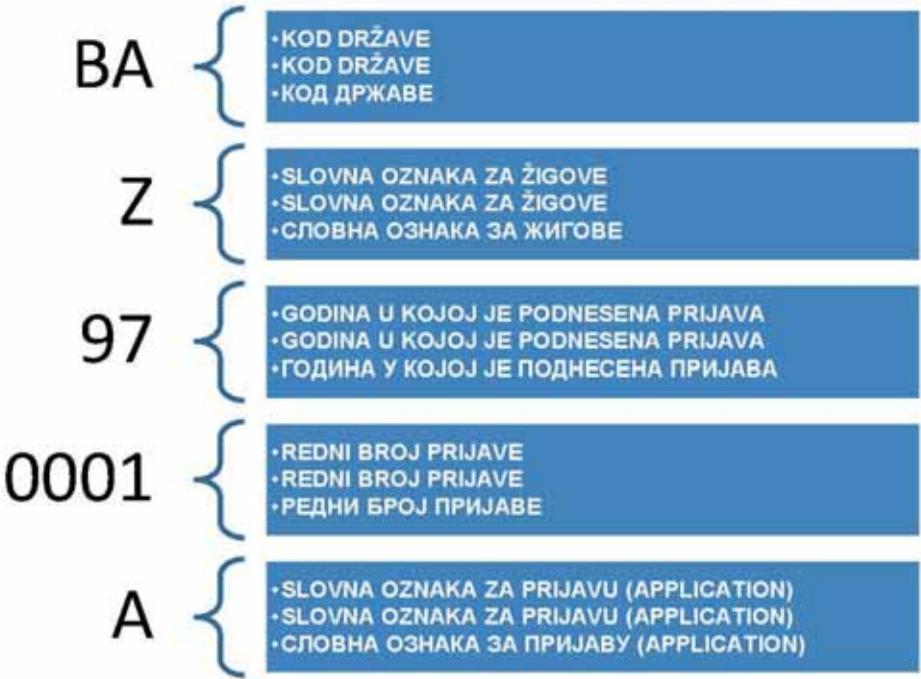 BA
•KOD DRŽAVE
•KOD DRŽAVE
•КОД ДРЖАВЕ
Z
•SLOVNA OZNAKA ZA ŽIGOVE
•SLOVNA OZNAKA ZA ŽIGOVE
•СЛОВНА ОЗНАКА ЗА ЖИГОВЕ
97
•GODINA U KOJOJ JE PODNESENA PRIJAVA
•GODINA U KOJOJ JE PODNESENA PRIJAVA
•ГОДИНА У КОЈОЈ ЈЕ ПОДНЕСЕНА ПРИЈАВА
0001
•REDNI BROJ PRIJAVE
•REDNI BROJ PRIJAVE
•РЕДНИ БРОЈ ПРИЈАВЕ
A
•SLOVNA OZNAKA ZA PRIJAVU (APPLICATION)
•SLOVNA OZNAKA ZA PRIJAVU (APPLICATION)
•СЛОВНА ОЗНАКА ЗА ПРИЈАВУ (APPLICATION)